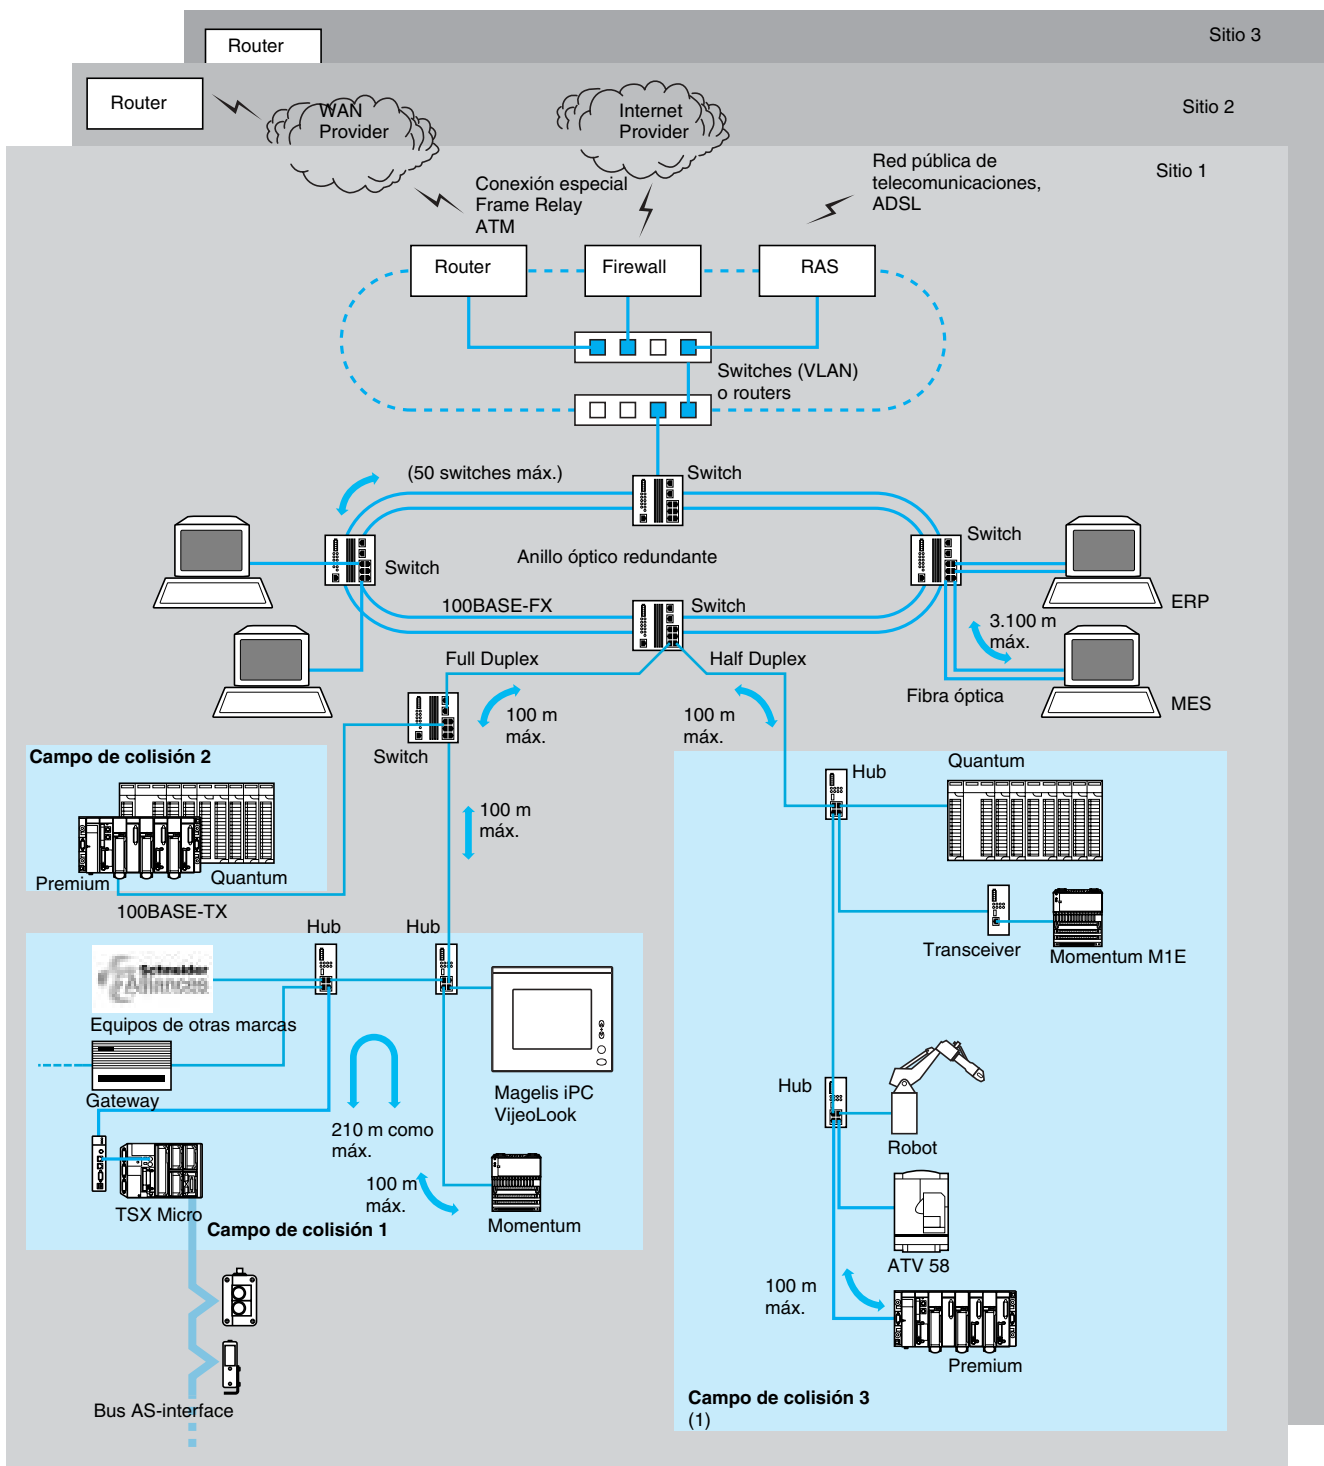 Sitio 3
Router
Sitio 2
Router
WAN
Provider
Internet
Provider
Sitio 1
Red pública de
telecomunicaciones,
ADSL
Conexión especial
Frame Relay
ATM
Router
Firewall
RAS
Switches (VLAN)
o routers
(50 switches máx.)
Switch
Switch
Anillo óptico redundante
Switch
100BASE-FX
Switch
ERP
3.100 m
máx.
Full Duplex
Half Duplex
Fibra óptica
MES
100 m
máx.
100 m
máx.
Switch
Campo de colisión 2
Quantum
Hub
100 m
máx.
Premium
Quantum
100BASE-TX
Hub
Hub
Transceiver
Momentum M1E
Schneider
Alliances
Equipos de otras marcas
Gateway
Magelis iPC
VijeoLook
Hub
210 m como
máx.
Robot
100 m
máx.
TSX Micro
Campo de colisión 1
Momentum
ATV 58
100 m
máx.
Premium
Campo de colisión 3
(1)
Bus AS-interface